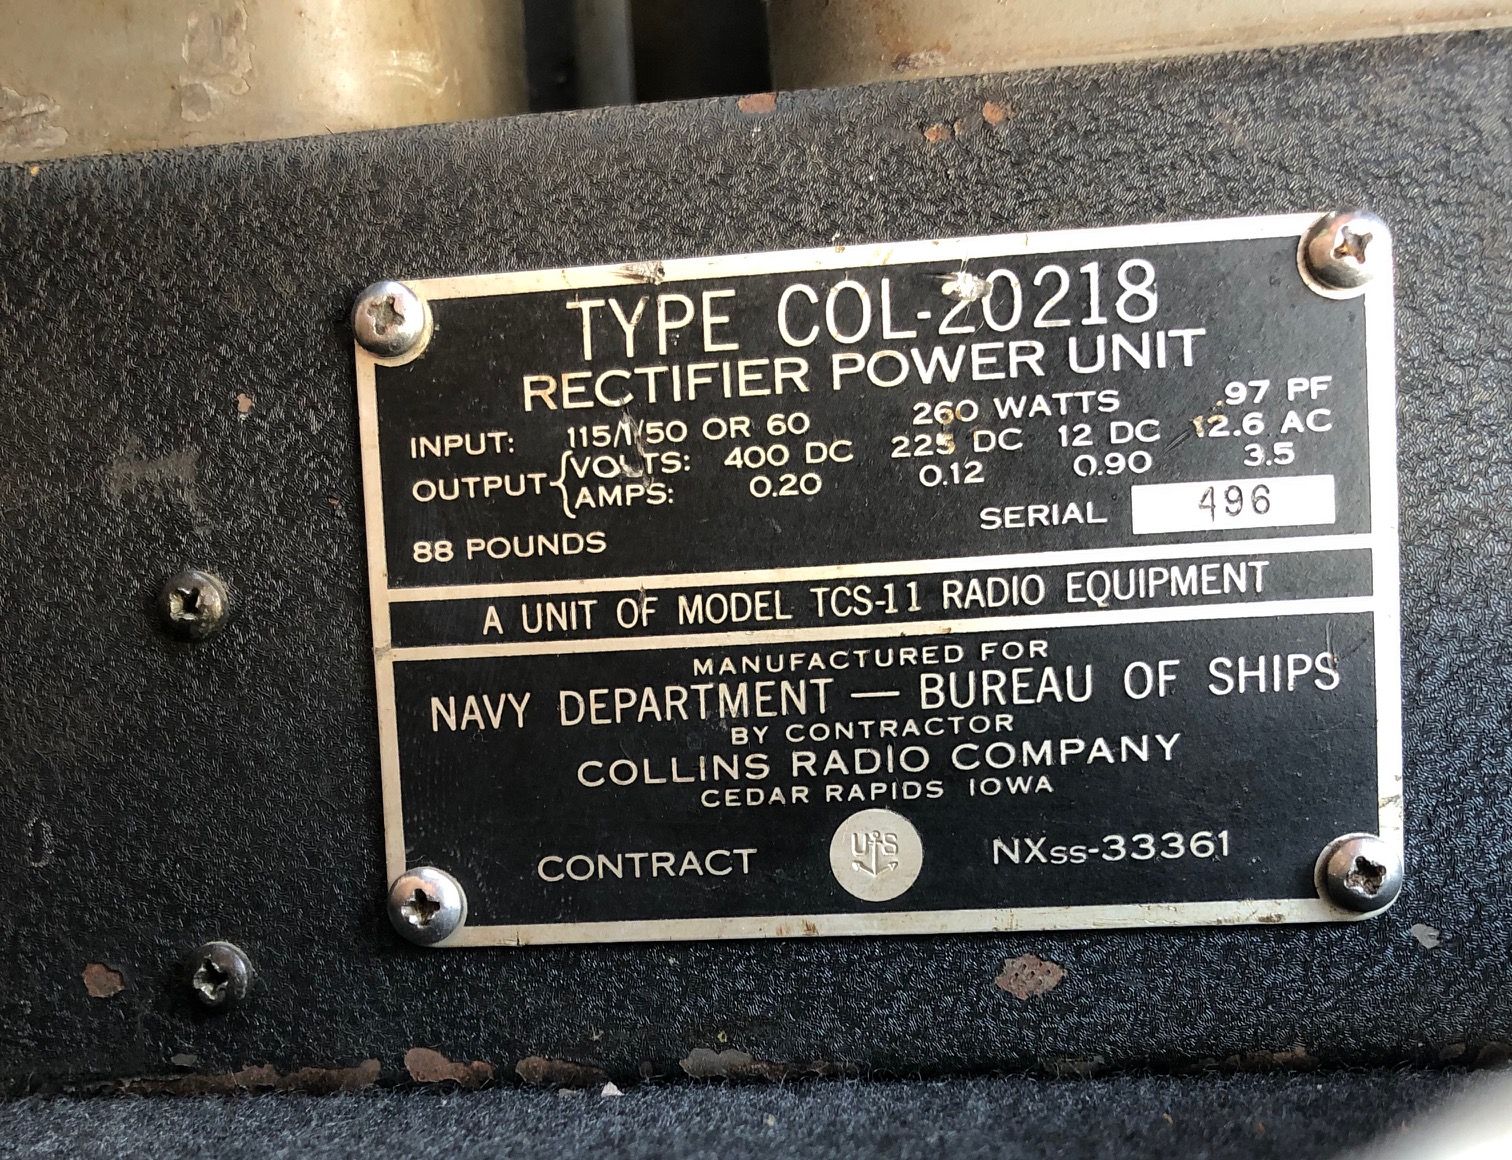 TYPE COL-20218
RECTIFIER POWER UNIT
INPUT: 115/1/50 OR 60 260 WATTS .97 PF
OUTPUT { VOLTS: 400 DC 225 DC 12 DC 12.6 AC
AMPS: 0.20 0.12 0.90 3.5
88 POUNDS SERIAL 496
A UNIT OF MODEL TCS-11 RADIO EQUIPMENT
MANUFACTURED FOR
NAVY DEPARTMENT — BUREAU OF SHIPS
BY CONTRACTOR
COLLINS RADIO COMPANY
CEDAR RAPIDS IOWA
CONTRACT US NXss-33361